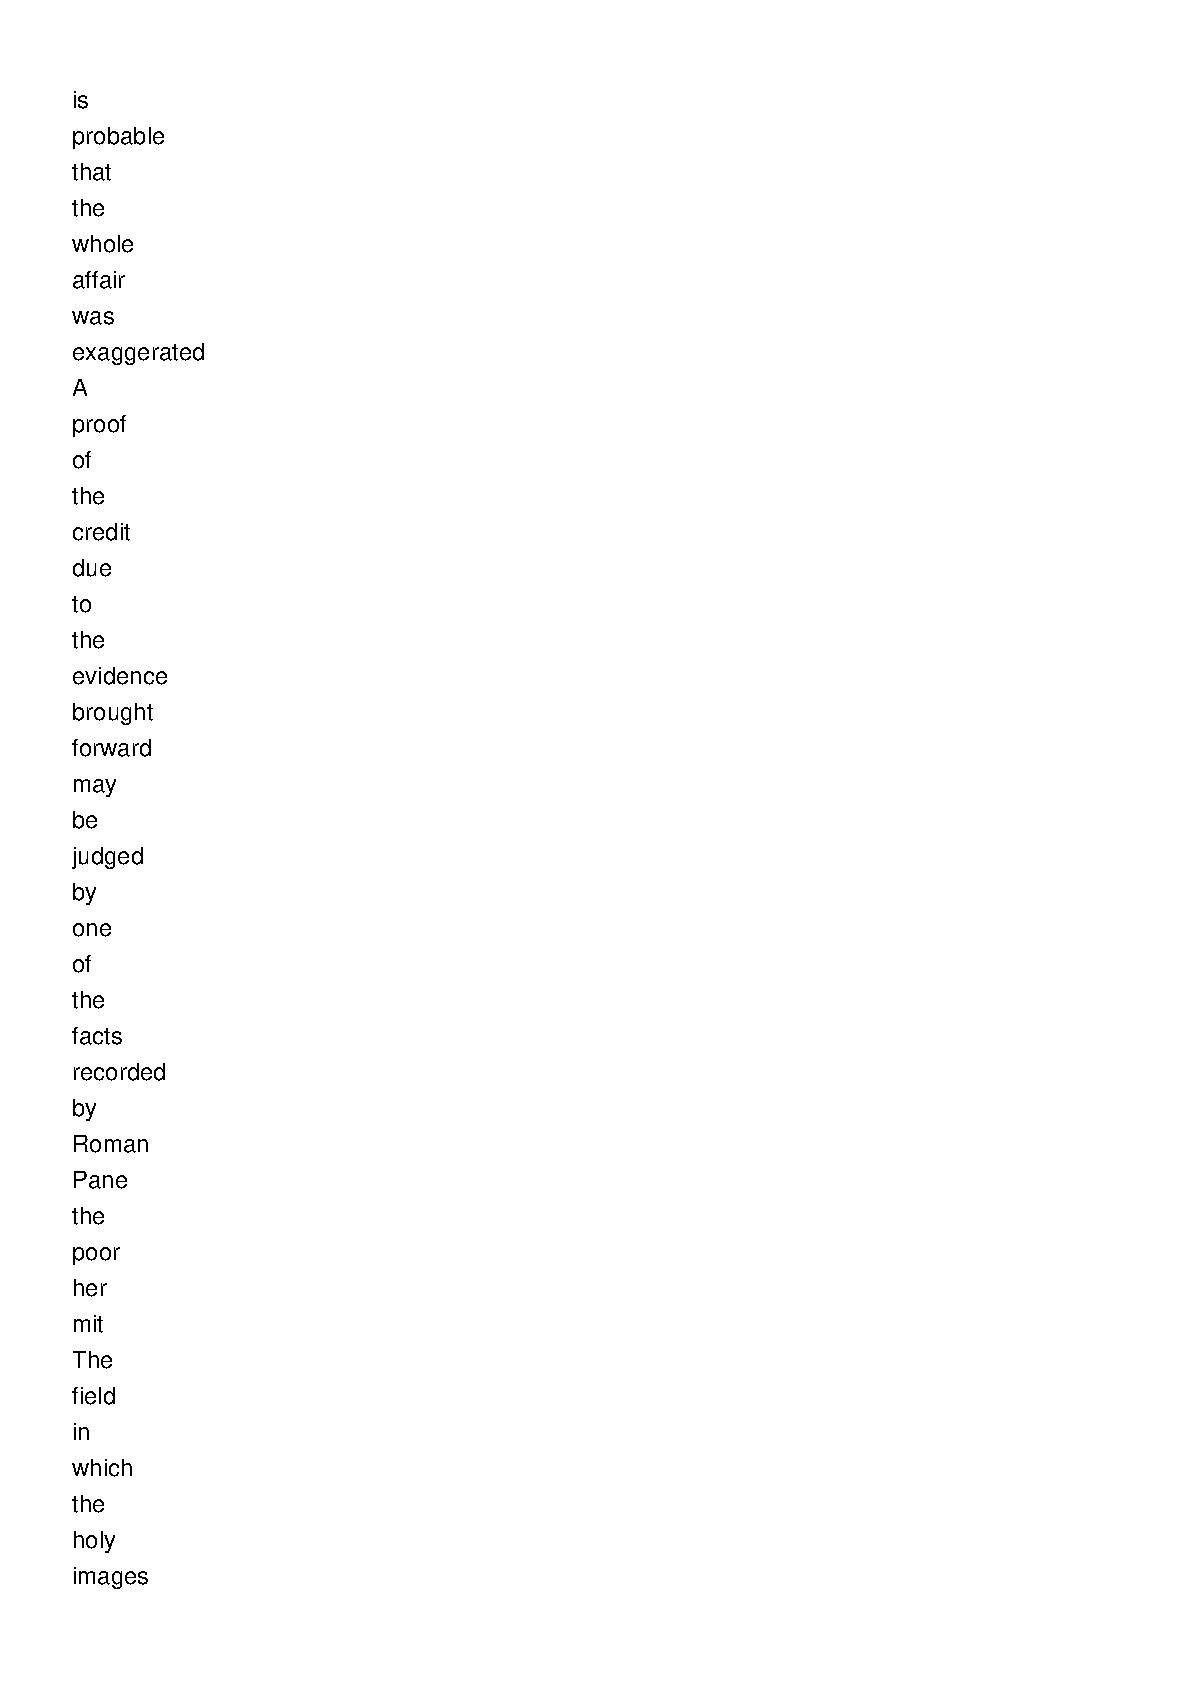 is
probable
that
the
whole
affair
was
exaggerated
A
proof
of
the
credit
due
to
the
evidence
brought
forward
may
be
judged
by
one
of
the
facts
recorded
by
Roman
Pane
the
poor
her
mit
The
field
in
which
the
holy
images